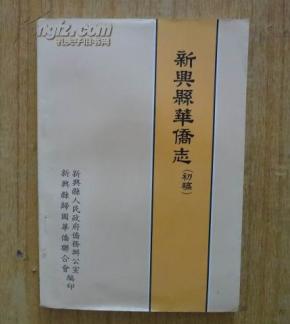 新興縣華僑志(初稿)
新興縣人民政府僑務辦公室
新興縣歸國華僑聯合會
編印
ngfz.com
孔夫子旧书网